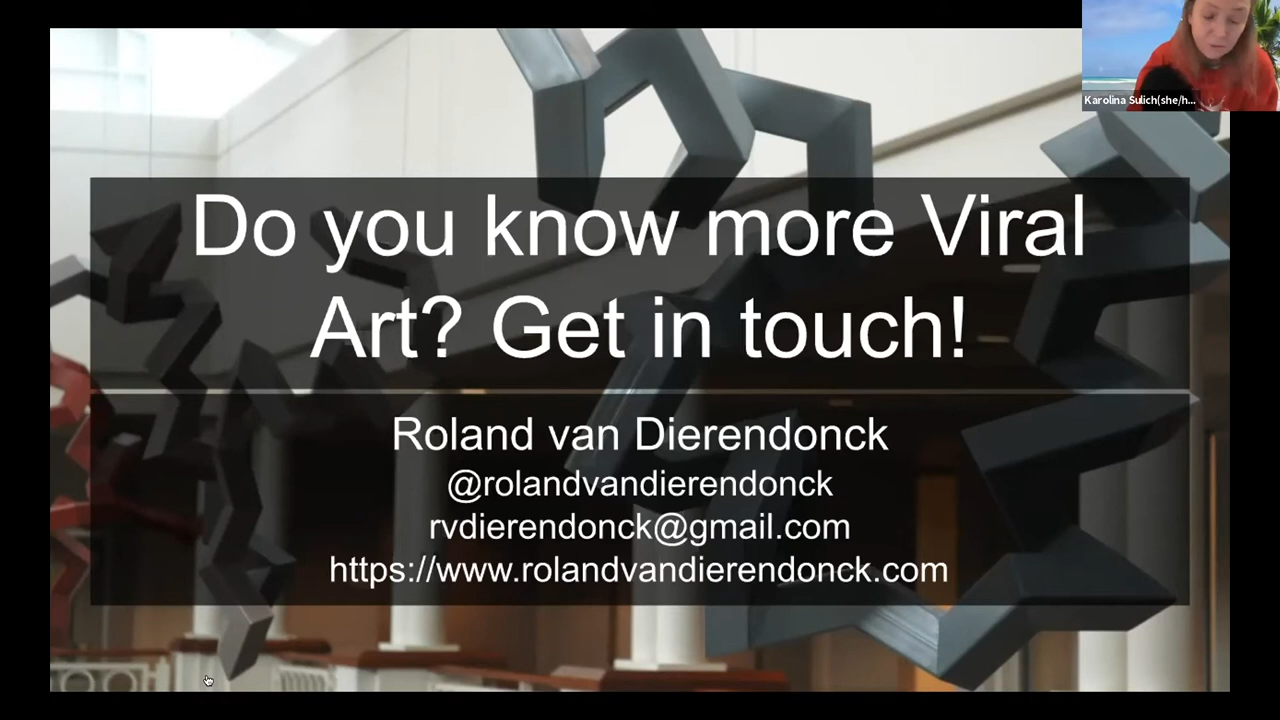 Karolina Sulich(she/h...
Do you know more Viral
Art? Get in touch!
Roland van Dierendonck
@rolandvandierendonck
rvdierendonck@gmail.com
https://www.rolandvandierendonck.com